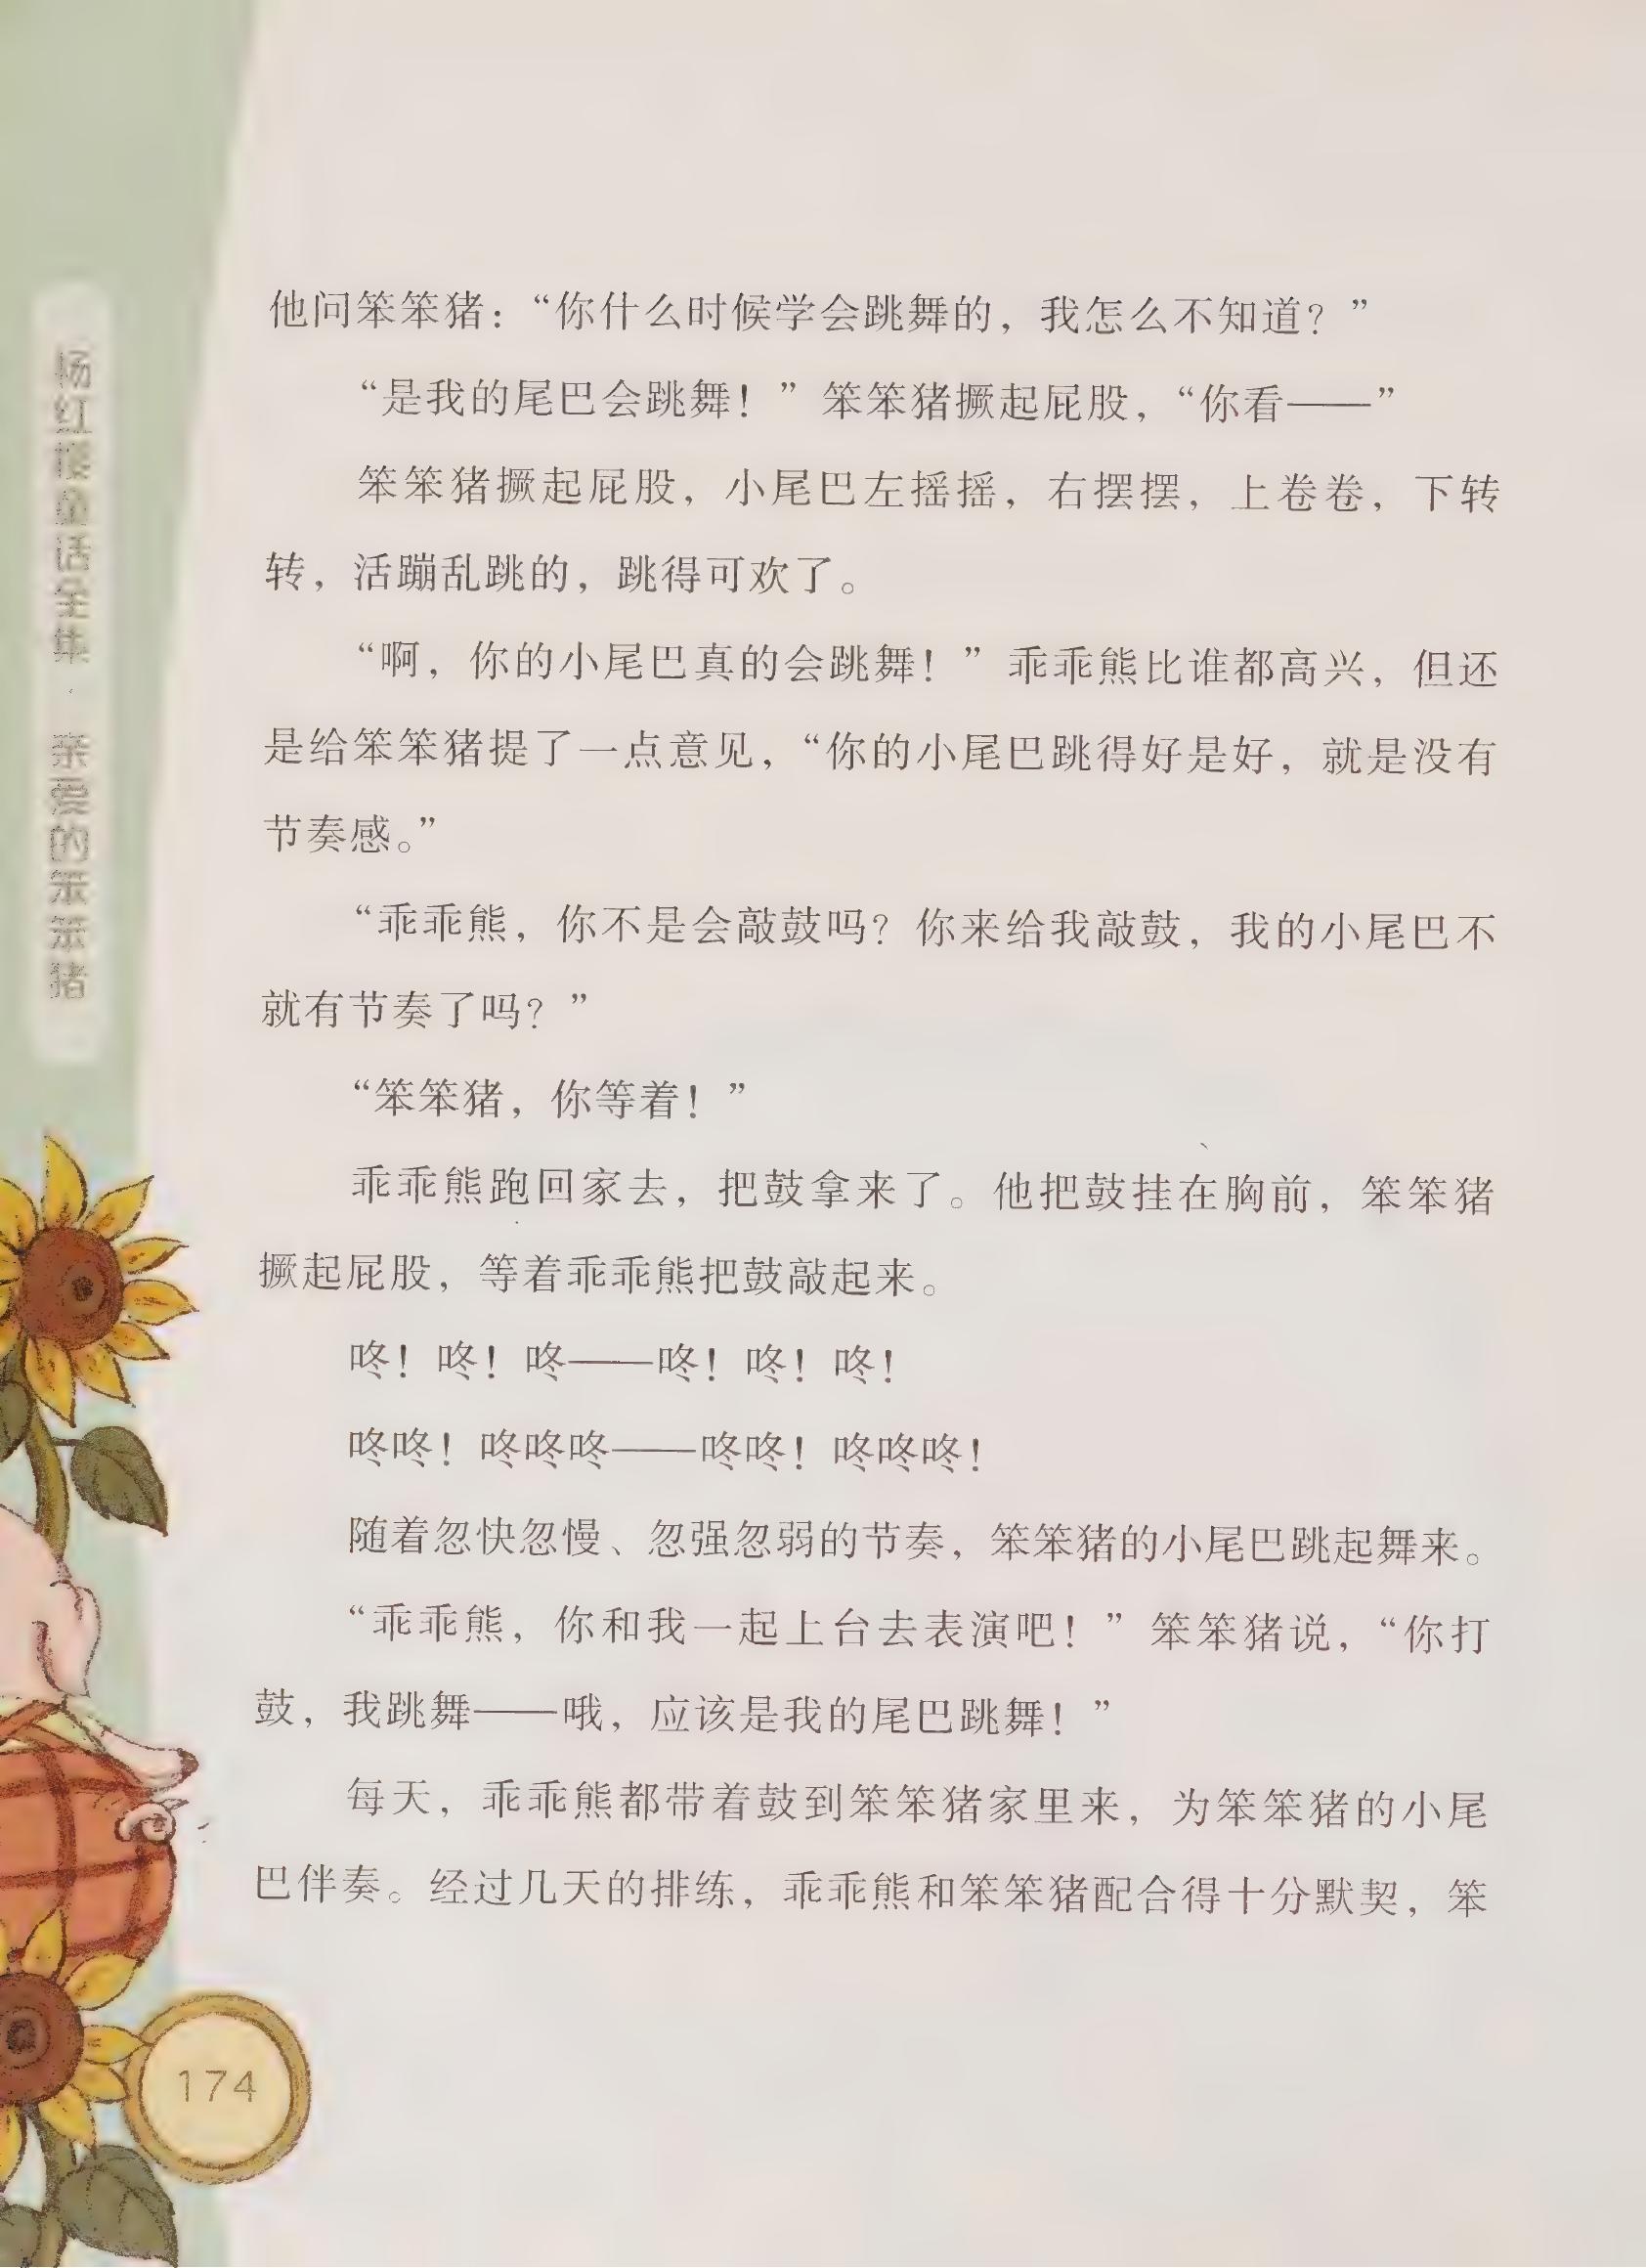 杨红樱童话全集·亲爱的笨笨猪
他问笨笨猪：“你什么时候学会跳舞的，我怎么不知道？”
“是我的尾巴会跳舞！”笨笨猪撅起屁股，“你看——”
笨笨猪撅起屁股，小尾巴左摇摇，右摆摆，上卷卷，下转
转，活蹦乱跳的，跳得可欢了。
“啊，你的小尾巴真的会跳舞！”乖乖熊比谁都高兴，但还
是给笨笨猪提了一点意见，“你的小尾巴跳得好是好，就是没有
节奏感。”
“乖乖熊，你不是会敲鼓吗？你来给我敲鼓，我的小尾巴不
就有节奏了吗？”
“笨笨猪，你等着！”
乖乖熊跑回家去，把鼓拿来了。他把鼓挂在胸前，笨笨猪
撅起屁股，等着乖乖熊把鼓敲起来。
咚！咚！咚——咚！咚！咚！
咚咚！咚咚咚——咚咚！咚咚咚！
随着忽快忽慢、忽强忽弱的节奏，笨笨猪的小尾巴跳起舞来。
“乖乖熊，你和我一起上台去表演吧！”笨笨猪说，“你打
鼓，我跳舞——哦，应该是我的尾巴跳舞！”
每天，乖乖熊都带着鼓到笨笨猪家里来，为笨笨猪的小尾
巴伴奏。经过几天的排练，乖乖熊和笨笨猪配合得十分默契，笨
174